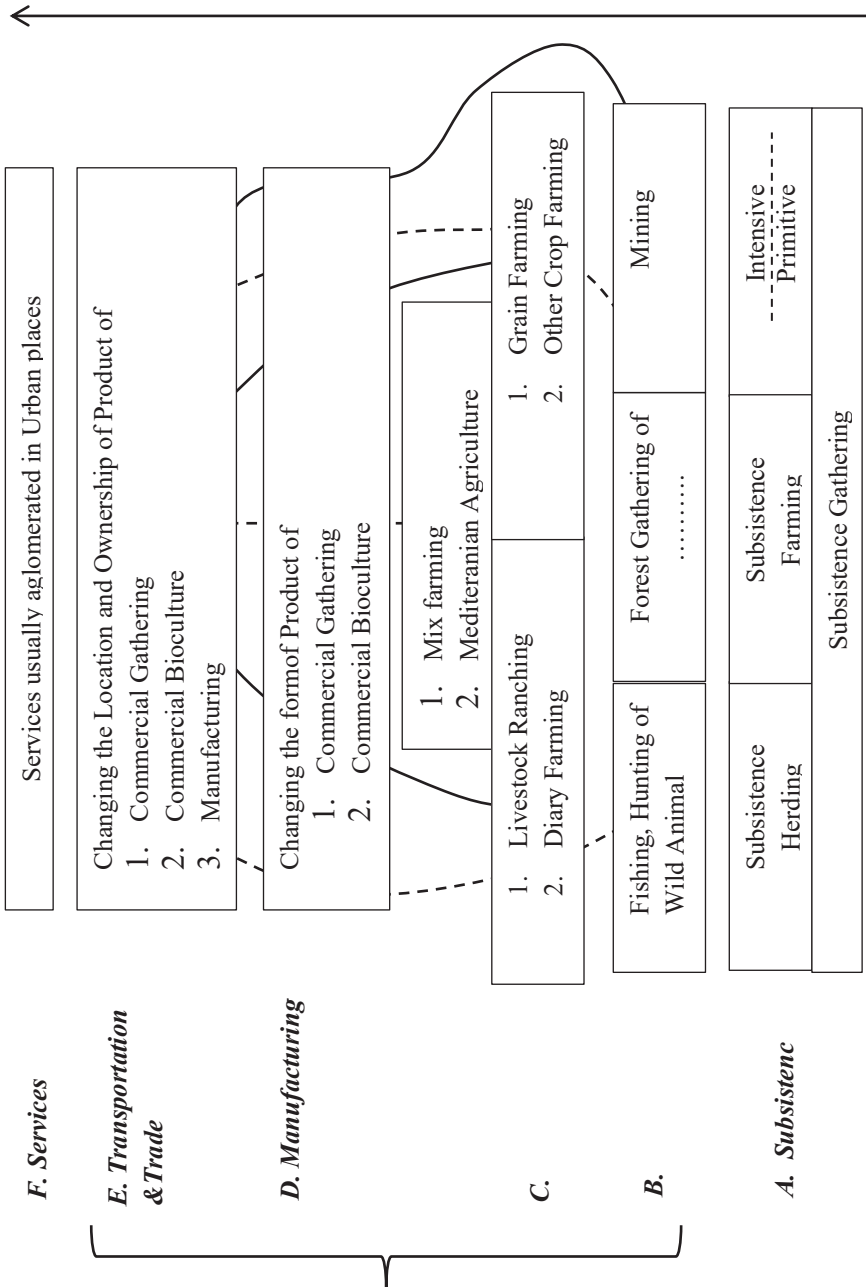 F. Services
Services usually aglomerated in Urban places
E. Transportation
&Trade
Changing the Location and Ownership of Product of
1. Commercial Gathering
2. Commercial Bioculture
3. Manufacturing
D. Manufacturing
Changing the formof Product of
1. Commercial Gathering
2. Commercial Bioculture
1. Mix farming
2. Mediteranian Agriculture
C.
1. Livestock Ranching
2. Diary Farming
1. Grain Farming
2. Other Crop Farming
B.
Fishing, Hunting of
Wild Animal
Forest Gathering of
..........
Mining
A. Subsistenc
Subsistence
Herding
Subsistence
Farming
Intensive
Primitive
Subsistence Gathering